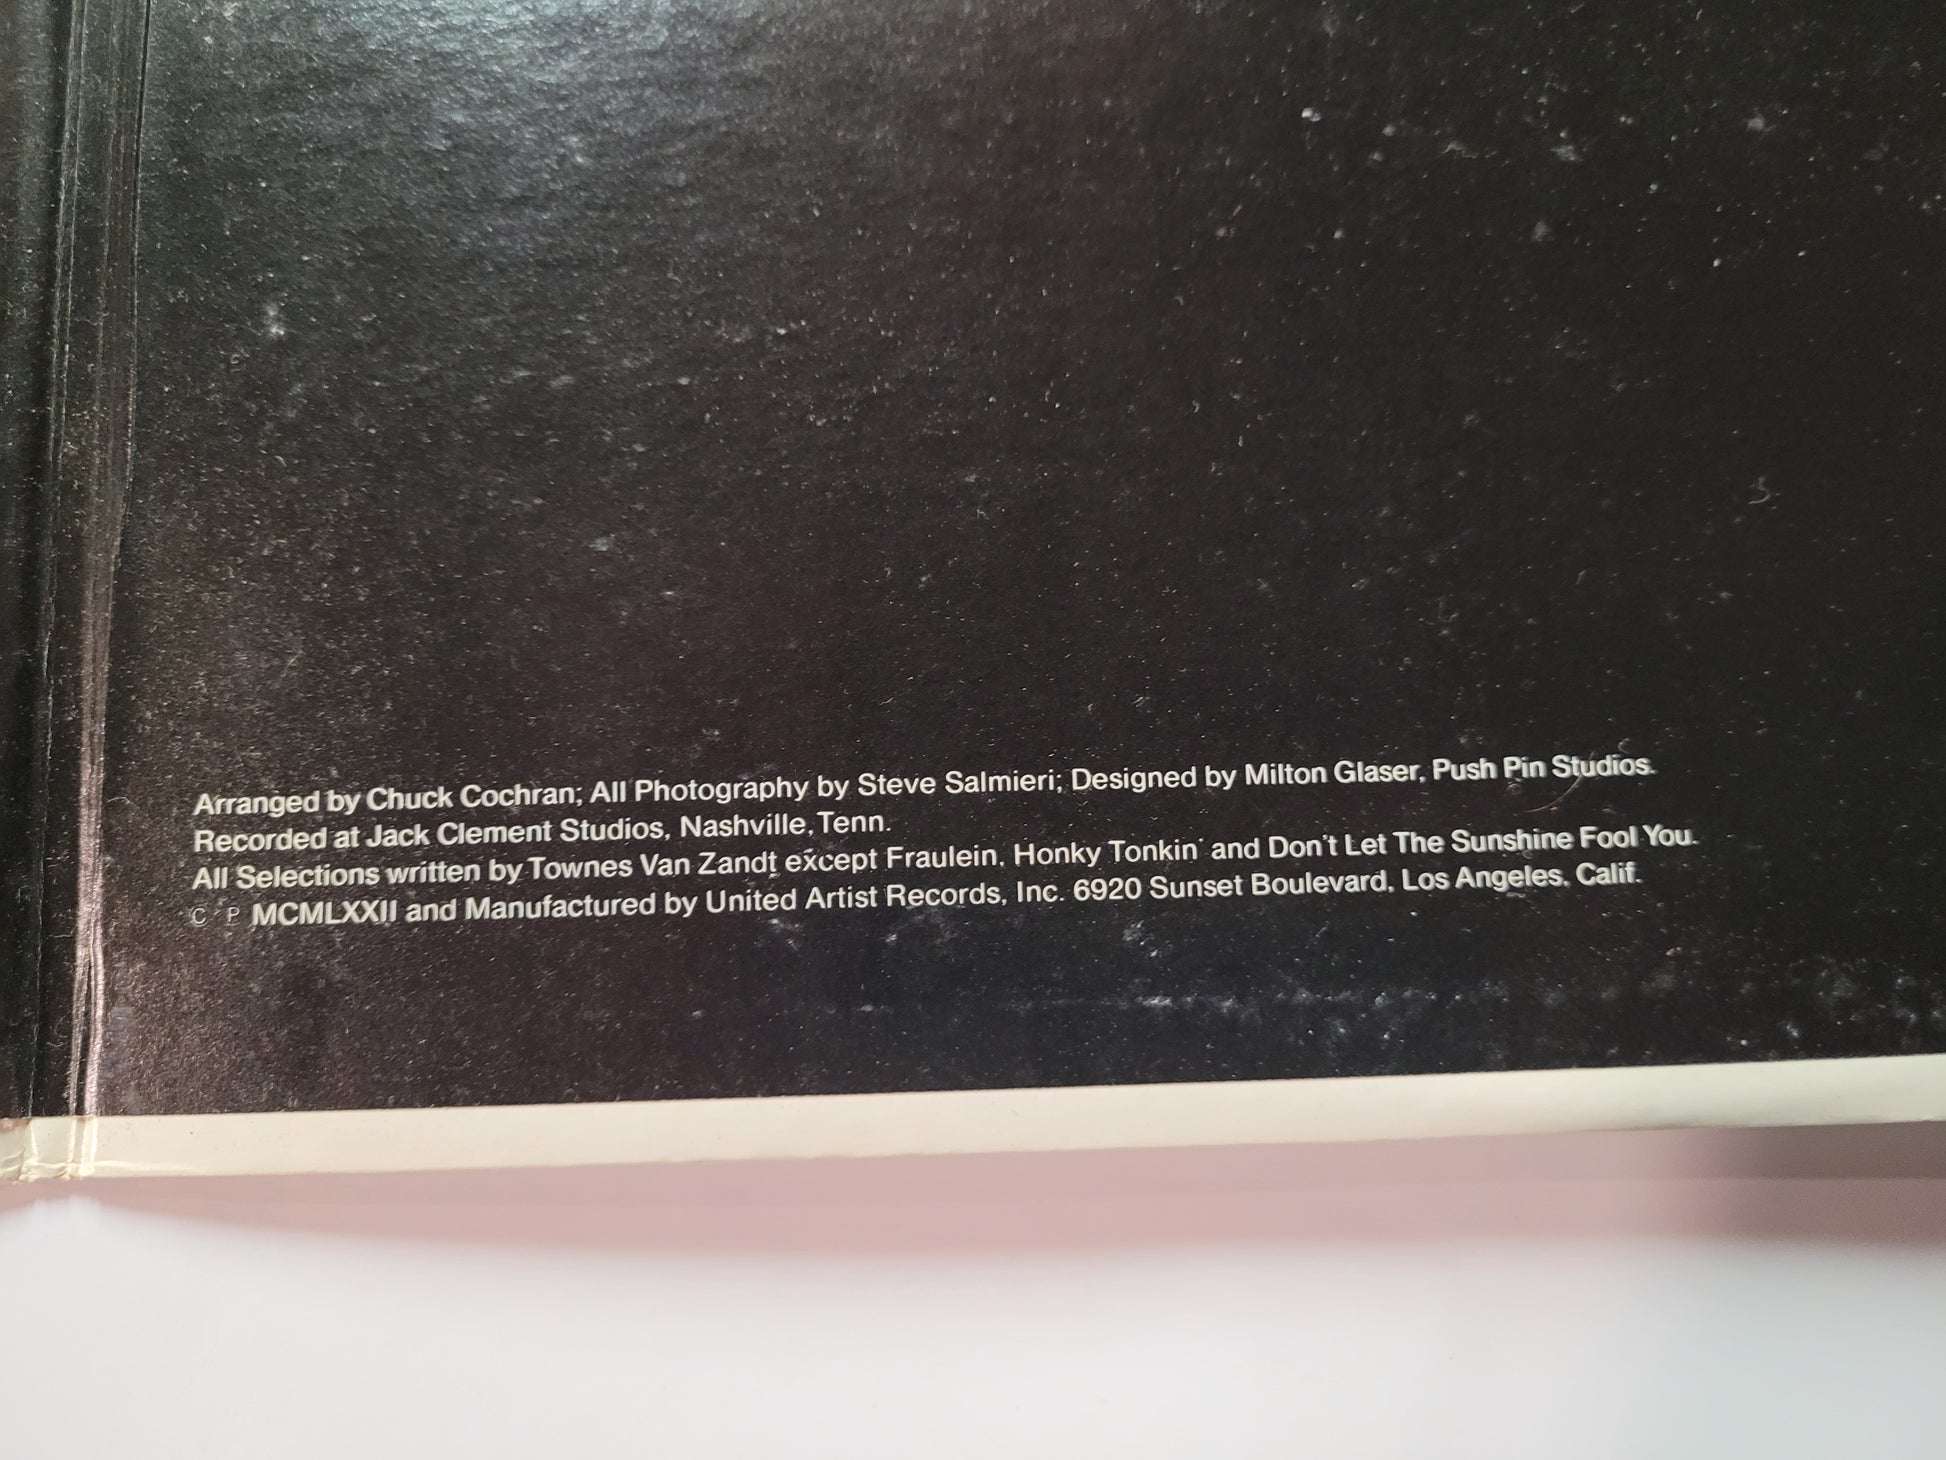 Arranged by Chuck Cochran; All Photography by Steve Salmieri; Designed by Milton Glaser, Push Pin Studios.
Recorded at Jack Clement Studios, Nashville, Tenn.
All Selections written by Townes Van Zandt except Fraulein, Honky Tonkin' and Don't Let The Sunshine Fool You.
C P MCMLXXII and Manufactured by United Artist Records, Inc. 6920 Sunset Boulevard, Los Angeles, Calif.